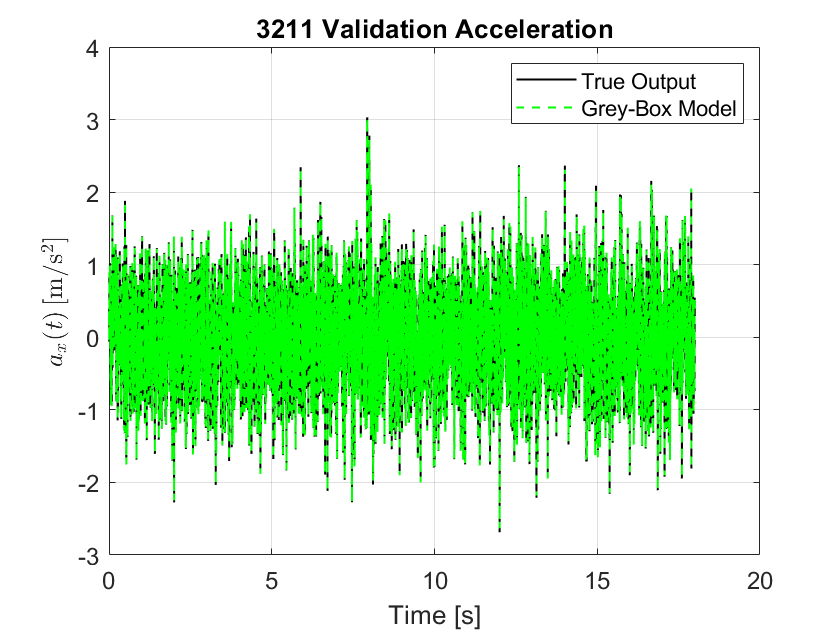 3211 Validation Acceleration
True Output
Grey-Box Model
4
3
2
1
0
-1
-2
-3
a_x(t) [m/s²]
0 5 10 15 20
Time [s]